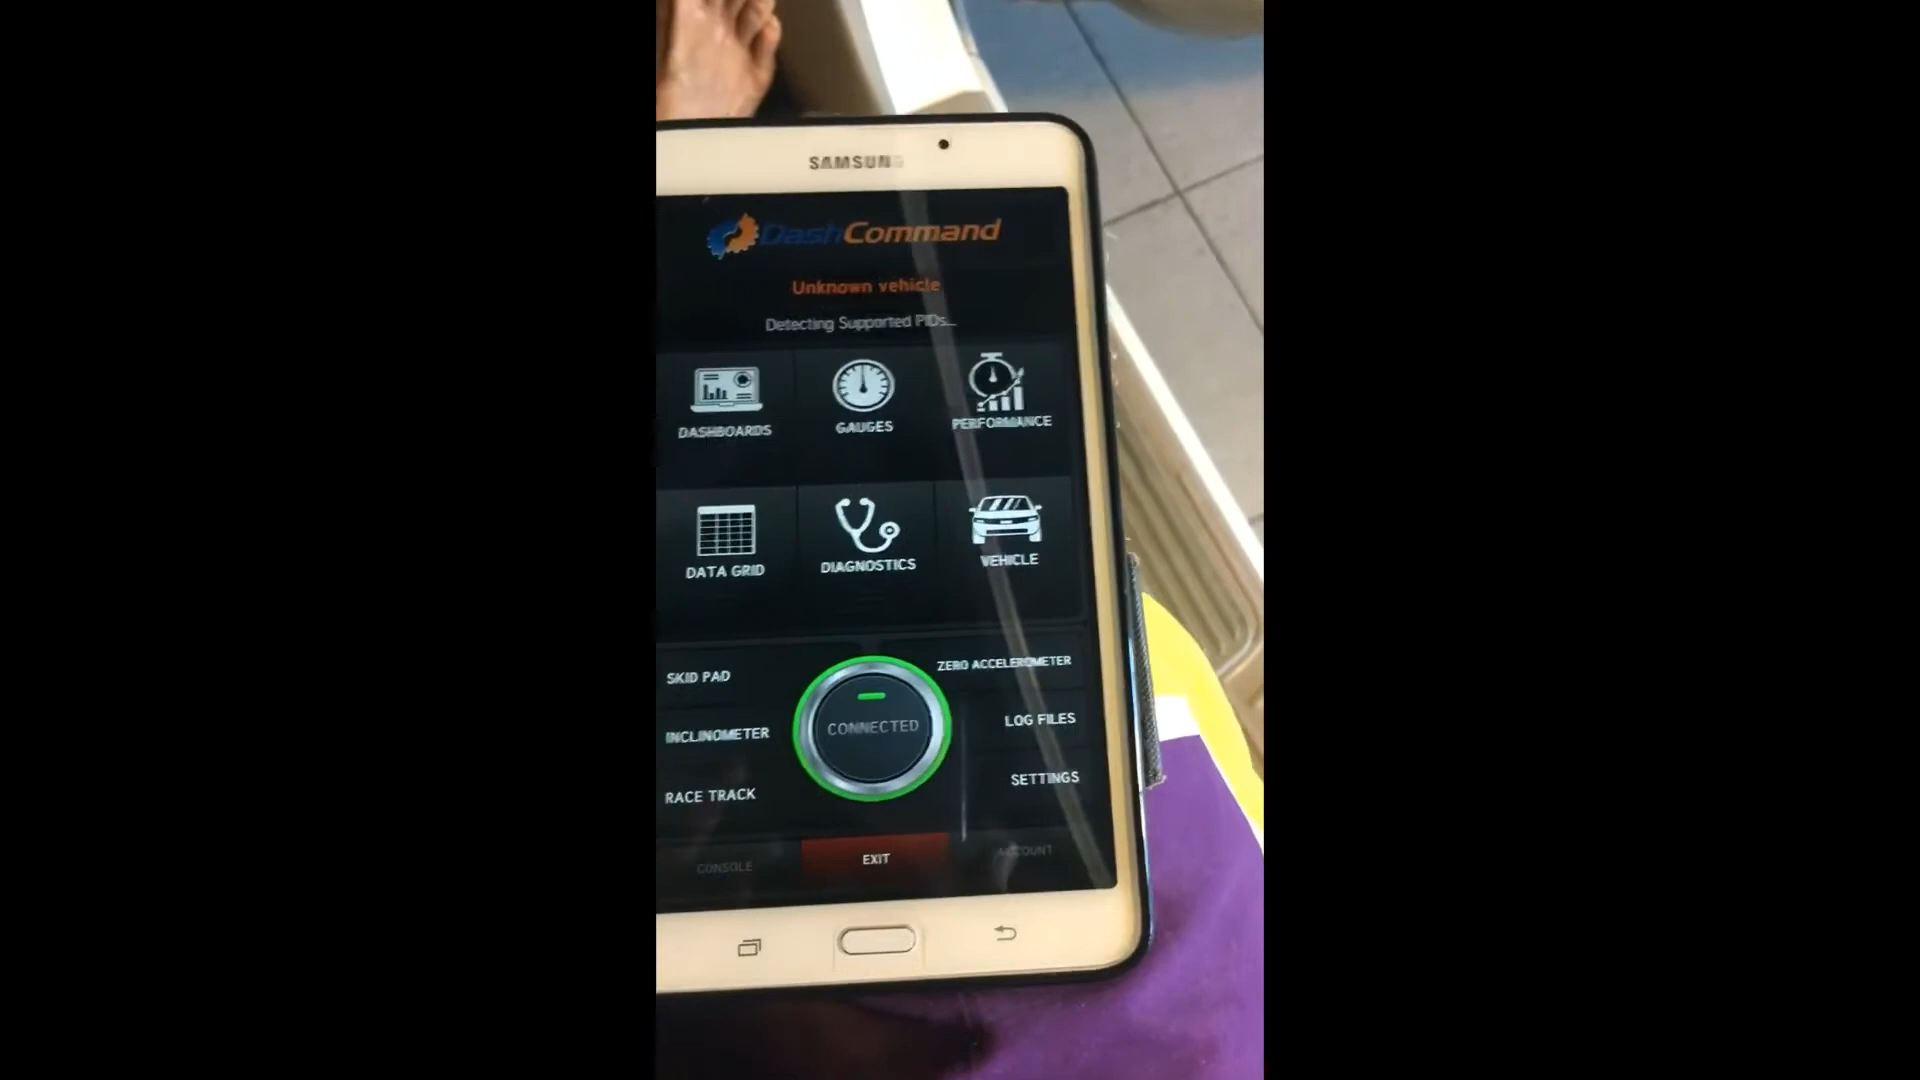 SAMSUNG
DashCommand
Unknown vehicle
Detecting Supported PIDs...
DASHBOARDS
GAUGES
PERFORMANCE
DATA GRID
DIAGNOSTICS
VEHICLE
SKID PAD
ZERO ACCELEROMETER
CONNECTED
INCLINOMETER
LOG FILES
RACE TRACK
SETTINGS
CONSOLE
EXIT
ACCOUNT